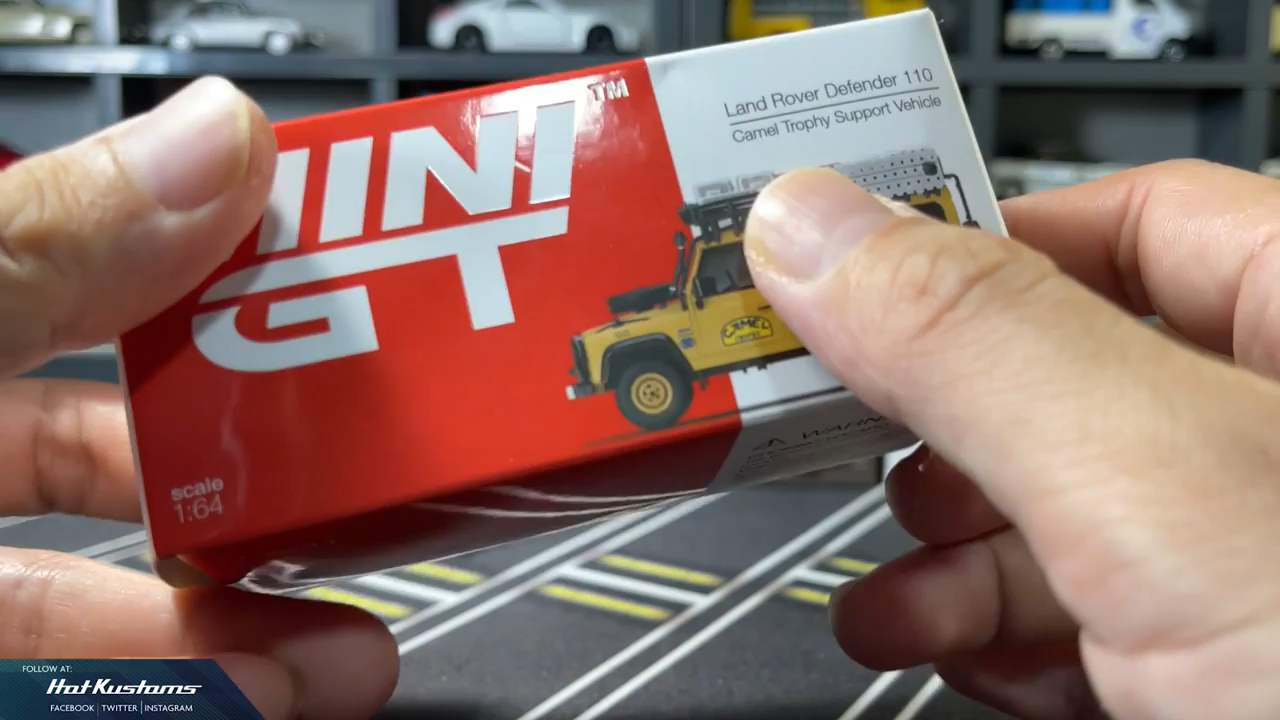 MINI
GT
TM
Land Rover Defender 110
Camel Trophy Support Vehicle
CAMEL
TROPHY
scale
1:64
FOLLOW AT:
HotKustoms
FACEBOOK | TWITTER | INSTAGRAM